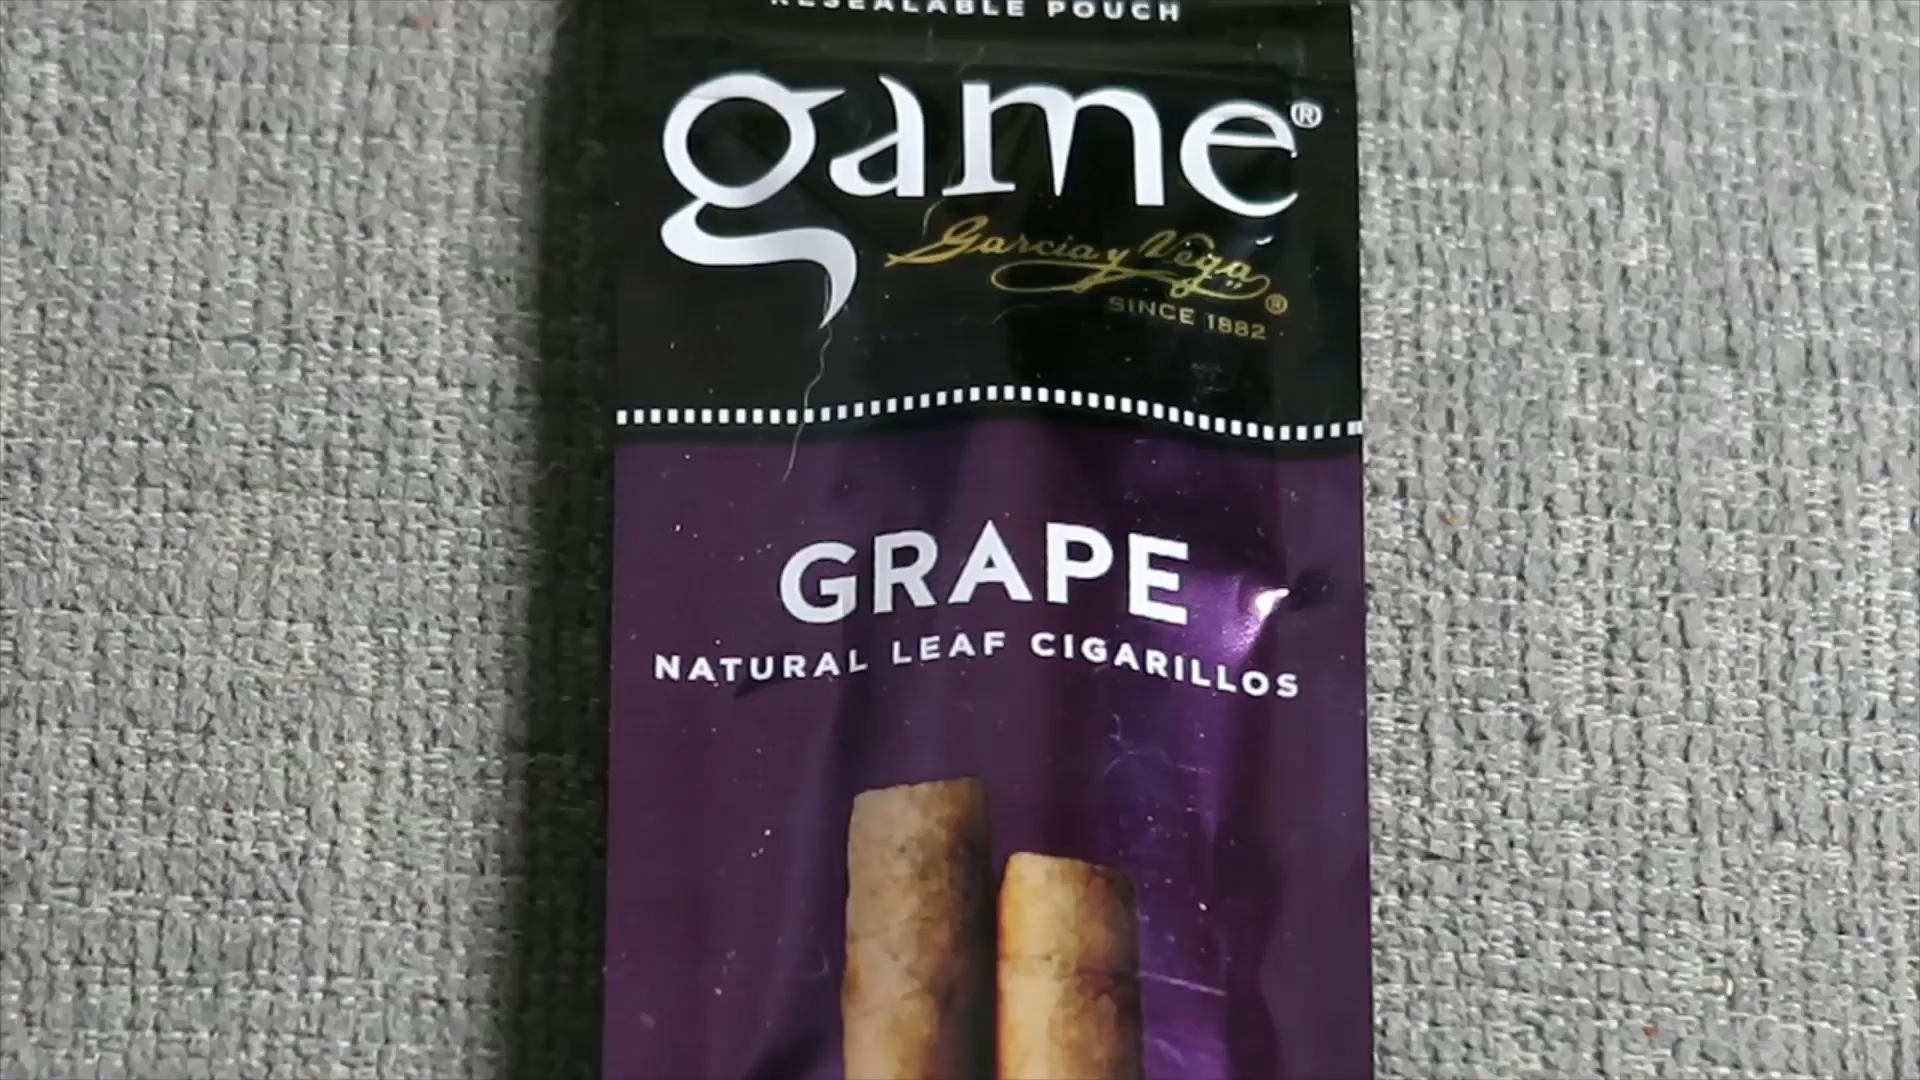 RESEALABLE POUCH
game®
Garcia y Vega®
SINCE 1882
GRAPE
NATURAL LEAF CIGARILLOS